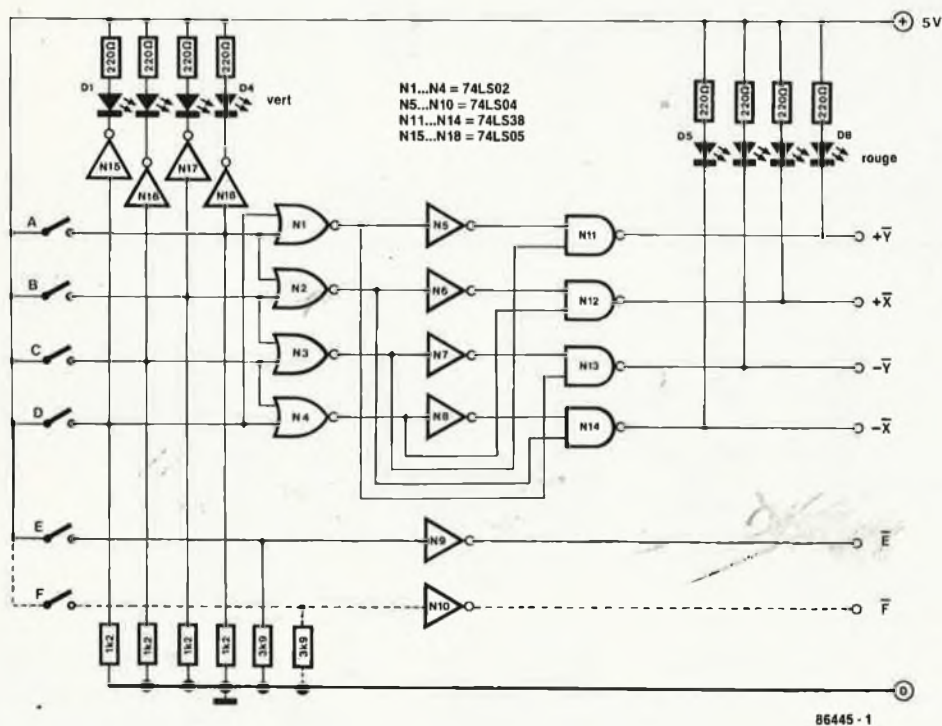 5V
220Ω 220Ω 220Ω 220Ω
220Ω 220Ω 220Ω 220Ω
D1
D4
vert
N1...N4 = 74LS02
N5...N10 = 74LS04
N11...N14 = 74LS38
N15...N18 = 74LS05
D5
D8
rouge
N15
N16
N17
N18
A
N1
N5
N11
+Y̅
B
N2
N6
N12
+X̅
C
N3
N7
N13
−Y̅
D
N4
N8
N14
−X̅
E
N9
E̅
F
N10
F̅
1k2 1k2 1k2 1k2 3k9 3k9
0
86445 - 1